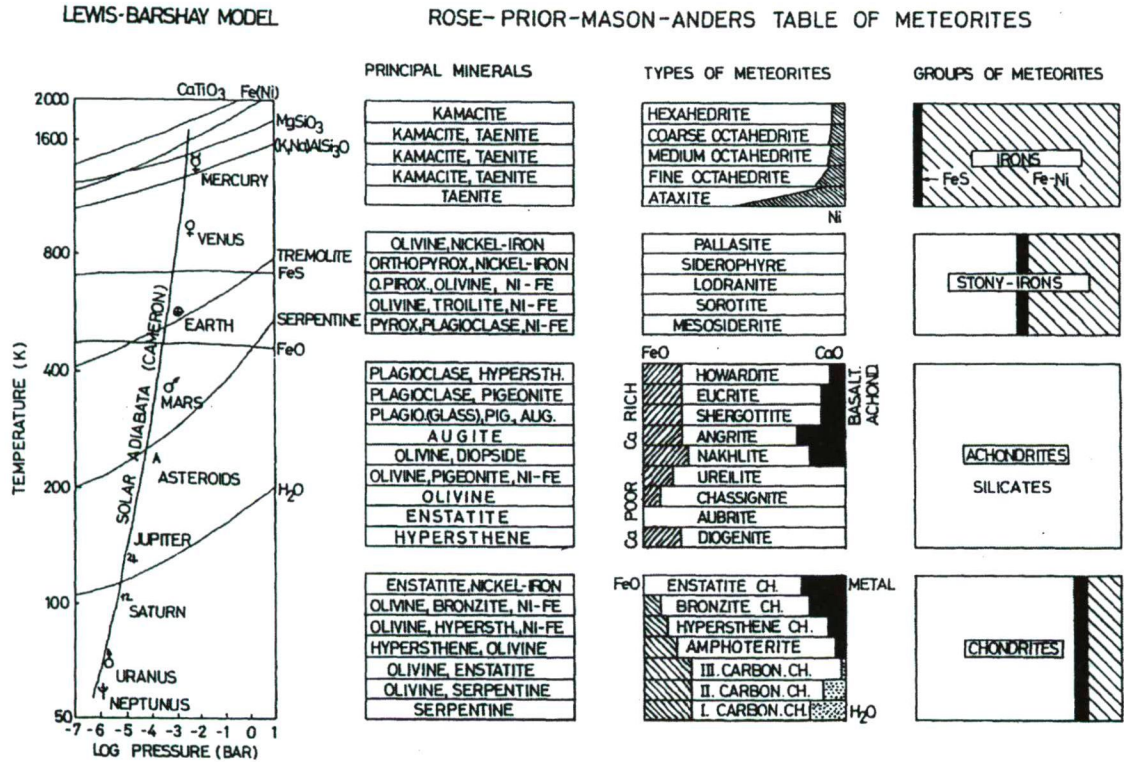 LEWIS-BARSHAY MODEL
ROSE-PRIOR-MASON-ANDERS TABLE OF METEORITES
CaTiO3 Fe(Ni)
MgSiO3
(K,Na)AlSi3O
TREMOLITE
FeS
SERPENTINE
FeO
H2O
2000
1600
800
400
200
100
50
TEMPERATURE (K)
SOLAR ADIABATA (CAMERON)
MERCURY
VENUS
EARTH
MARS
ASTEROIDS
JUPITER
SATURN
URANUS
NEPTUNUS
-7 -6 -5 -4 -3 -2 -1 0 1
LOG PRESSURE (BAR)
PRINCIPAL MINERALS
KAMACITE
KAMACITE, TAENITE
KAMACITE, TAENITE
KAMACITE, TAENITE
TAENITE
OLIVINE, NICKEL-IRON
ORTHOPYROX, NICKEL-IRON
O.PIROX., OLIVINE, NI-FE
OLIVINE, TROILITE, NI-FE
PYROX, PLAGIOCLASE, NI-FE
PLAGIOCLASE, HYPERSTH.
PLAGIOCLASE, PIGEONITE
PLAGIO.(GLASS), PIG., AUG.
AUGITE
OLIVINE, DIOPSIDE
OLIVINE, PIGEONITE, NI-FE
OLIVINE
ENSTATITE
HYPERSTHENE
ENSTATITE, NICKEL-IRON
OLIVINE, BRONZITE, NI-FE
OLIVINE, HYPERSTH., NI-FE
HYPERSTHENE, OLIVINE
OLIVINE, ENSTATITE
OLIVINE, SERPENTINE
SERPENTINE
TYPES OF METEORITES
HEXAHEDRITE
COARSE OCTAHEDRITE
MEDIUM OCTAHEDRITE
FINE OCTAHEDRITE
ATAXITE
Ni
PALLASITE
SIDEROPHYRE
LODRANITE
SOROTITE
MESOSIDERITE
FeO CaO
HOWARDITE
EUCRITE
SHERGOTTITE
ANGRITE
NAKHLITE
UREILITE
CHASSIGNITE
AUBRITE
DIOGENITE
Ca RICH
Ca POOR
BASALT.
ACHOND.
FeO
METAL
ENSTATITE CH.
BRONZITE CH.
HYPERSTHENE CH.
AMPHOTERITE
III. CARBON.CH.
II. CARBON.CH.
I. CARBON.CH.
H2O
GROUPS OF METEORITES
IRONS
FeS Fe-Ni
STONY-IRONS
ACHONDRITES
SILICATES
CHONDRITES